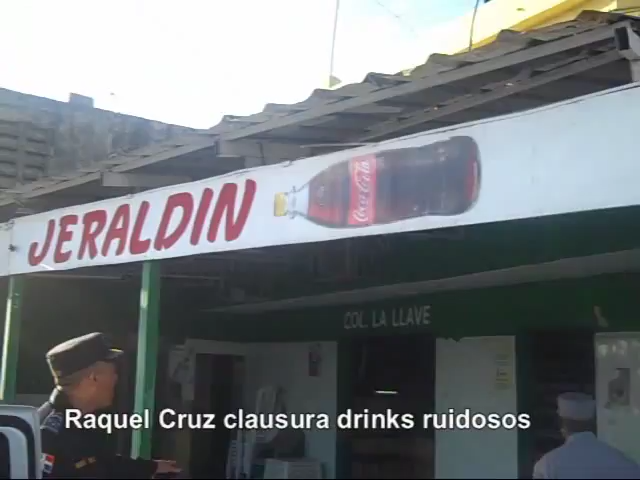 JERALDIN
Coca-Cola
COL. LA LLAVE
Raquel Cruz clausura drinks ruidosos